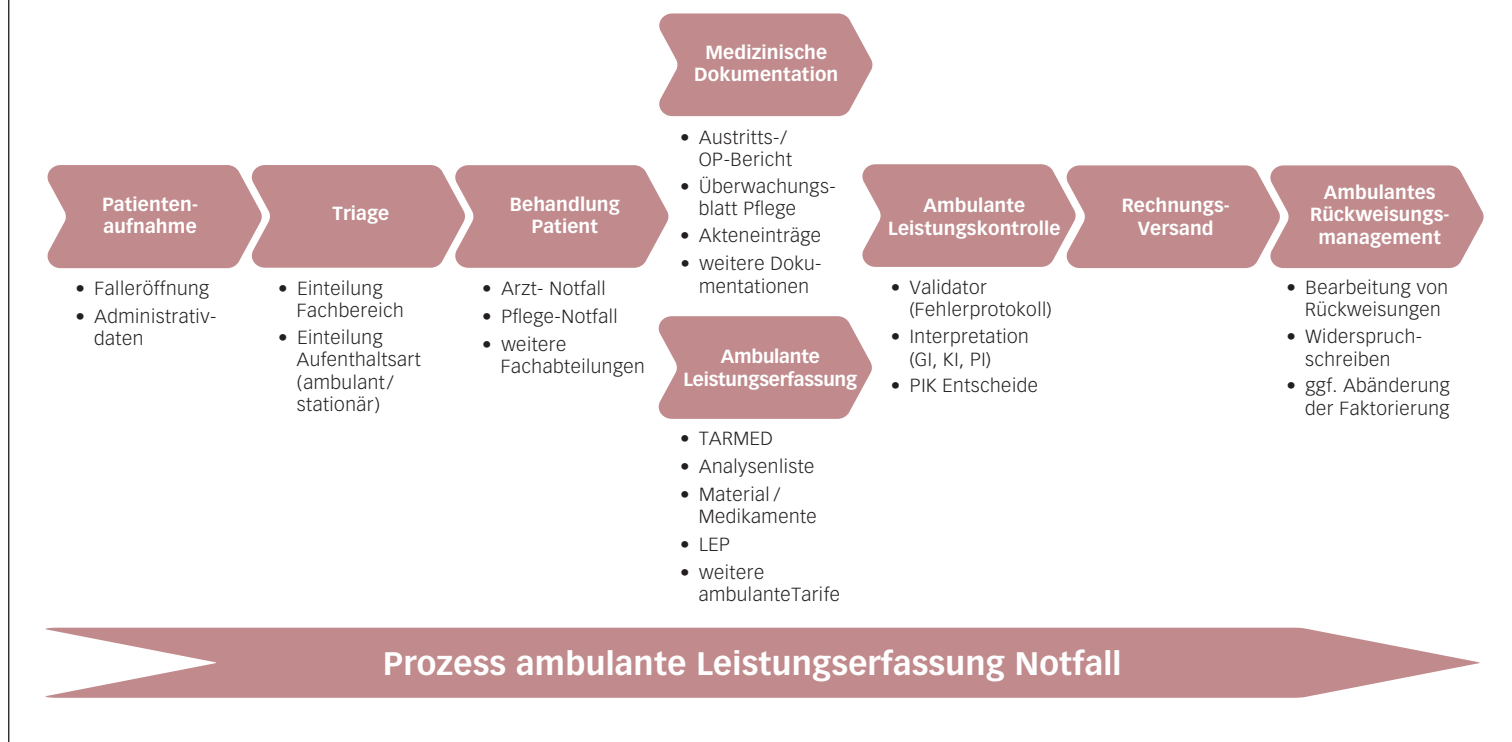 Patienten-
aufnahme
• Falleröffnung
• Administrativ-
daten
Triage
• Einteilung
Fachbereich
• Einteilung
Aufenthaltsart
(ambulant/
stationär)
Behandlung
Patient
• Arzt- Notfall
• Pflege-Notfall
• weitere
Fachabteilungen
Medizinische
Dokumentation
• Austritts-/
OP-Bericht
• Überwachungs-
blatt Pflege
• Akteneinträge
• weitere Doku-
mentationen
Ambulante
Leistungserfassung
• TARMED
• Analysenliste
• Material /
Medikamente
• LEP
• weitere
ambulanteTarife
Ambulante
Leistungskontrolle
• Validator
(Fehlerprotokoll)
• Interpretation
(GI, KI, PI)
• PIK Entscheide
Rechnungs-
Versand
Ambulantes
Rückweisungs-
management
• Bearbeitung von
Rückweisungen
• Widerspruch-
schreiben
• ggf. Abänderung
der Faktorierung
Prozess ambulante Leistungserfassung Notfall